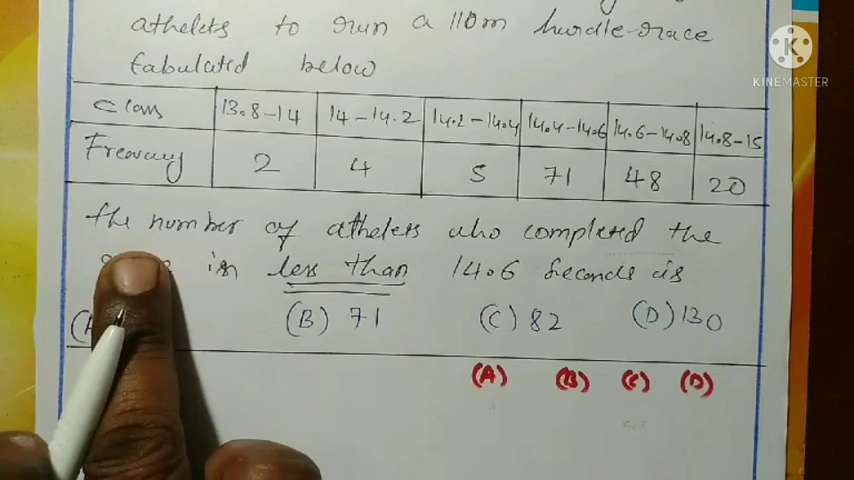 athelets to run a 110m hurdle-race
tabulated below
Class 13.8-14 14-14.2 14.2-14.4 14.4-14.6 14.6-14.8 14.8-15
2 4 5 71 48 20
the number of athelets who completed the
in less than 14.6 seconds is
(B) 71 (C) 82 (D) 130
(A) (B) (C) (D)
K
KINEMASTER